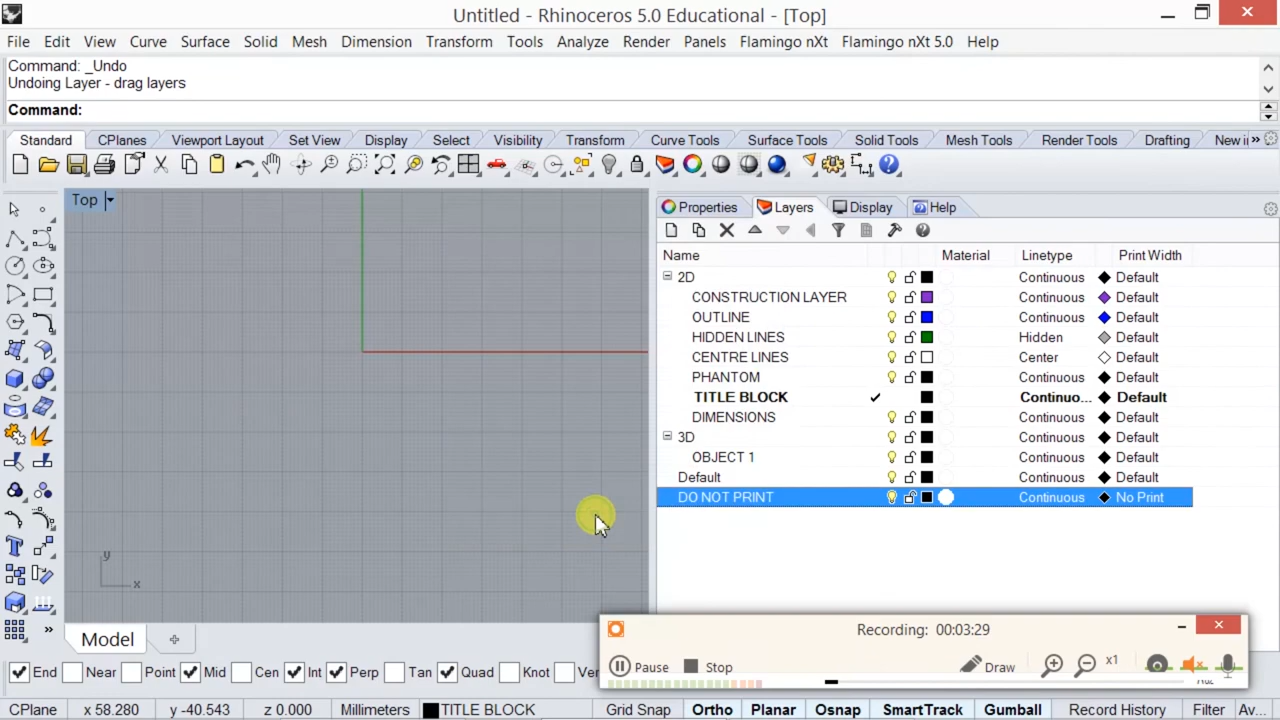 Untitled - Rhinoceros 5.0 Educational - [Top]
File Edit View Curve Surface Solid Mesh Dimension Transform Tools Analyze Render Panels Flamingo nXt Flamingo nXt 5.0 Help
Command: _Undo
Undoing Layer - drag layers
Command:
Standard CPlanes Viewport Layout Set View Display Select Visibility Transform Curve Tools Surface Tools Solid Tools Mesh Tools Render Tools Drafting New i »
Top
Properties Layers Display Help
Name Material Linetype Print Width
2D Continuous Default
CONSTRUCTION LAYER Continuous Default
OUTLINE Continuous Default
HIDDEN LINES Hidden Default
CENTRE LINES Center Default
PHANTOM Continuous Default
TITLE BLOCK Continuo... Default
DIMENSIONS Continuous Default
3D Continuous Default
OBJECT 1 Continuous Default
Default Continuous Default
DO NOT PRINT Continuous No Print
y
x
»
Model
Recording: 00:03:29
Pause Stop Draw x1
End Near Point Mid Cen Int Perp Tan Quad Knot
CPlane x 58.280 y -40.543 z 0.000 Millimeters TITLE BLOCK Grid Snap Ortho Planar Osnap SmartTrack Gumball Record History Filter Av...